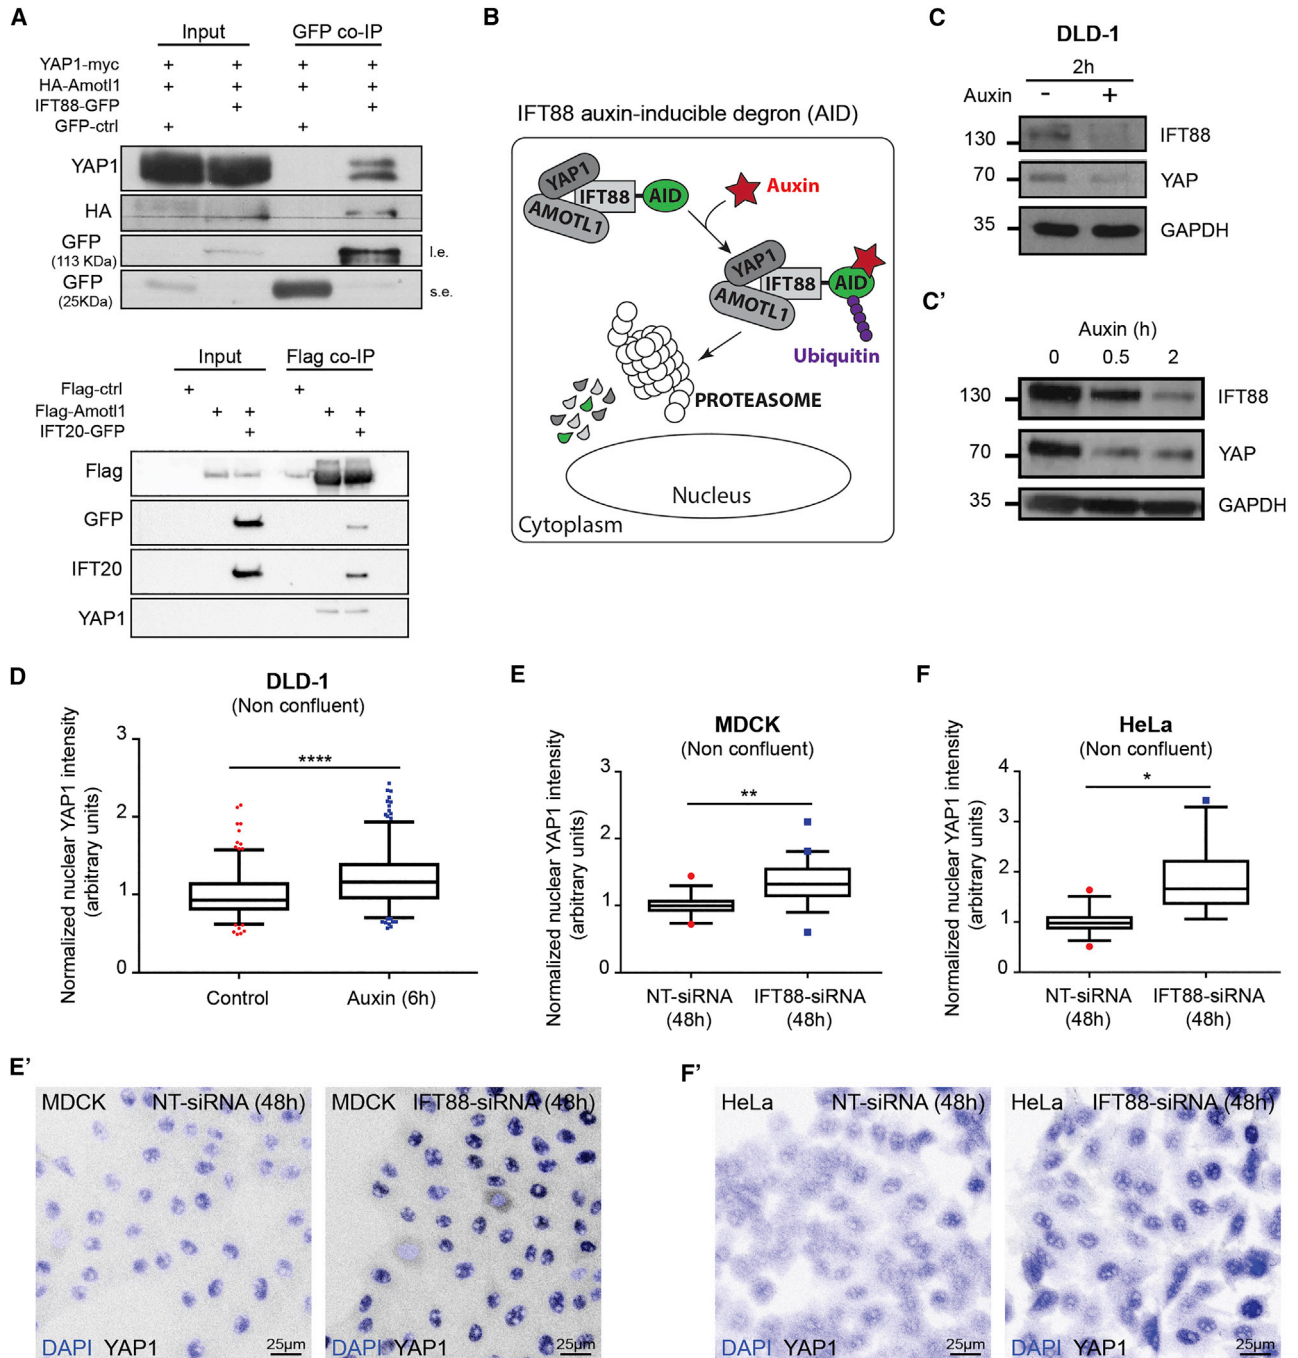 A
Input GFP co-IP
YAP1-myc + + + +
HA-Amotl1 + + + +
IFT88-GFP + +
GFP-ctrl + +
YAP1
HA
GFP
(113 KDa)
l.e.
GFP
(25KDa)
s.e.
Input Flag co-IP
Flag-ctrl + +
Flag-Amotl1 + + + +
IFT20-GFP + +
Flag
GFP
IFT20
YAP1
B
IFT88 auxin-inducible degron (AID)
YAP1
IFT88 AID
AMOTL1
Auxin
YAP1
IFT88 AID
AMOTL1
Ubiquitin
PROTEASOME
Nucleus
Cytoplasm
C
DLD-1
2h
Auxin - +
130 IFT88
70 YAP
35 GAPDH
C'
Auxin (h)
0 0.5 2
130 IFT88
70 YAP
35 GAPDH
D
DLD-1
(Non confluent)
Normalized nuclear YAP1 intensity
(arbitrary units)
3
2
1
0
****
Control Auxin (6h)
E
MDCK
(Non confluent)
Normalized nuclear YAP1 intensity
(arbitrary units)
3
2
1
0
**
NT-siRNA IFT88-siRNA
(48h) (48h)
F
HeLa
(Non confluent)
Normalized nuclear YAP1 intensity
(arbitrary units)
4
3
2
1
0
*
NT-siRNA IFT88-siRNA
(48h) (48h)
E'
MDCK NT-siRNA (48h)
DAPI YAP1 25µm
MDCK IFT88-siRNA (48h)
DAPI YAP1 25µm
F'
HeLa NT-siRNA (48h)
DAPI YAP1 25µm
HeLa IFT88-siRNA (48h)
DAPI YAP1 25µm